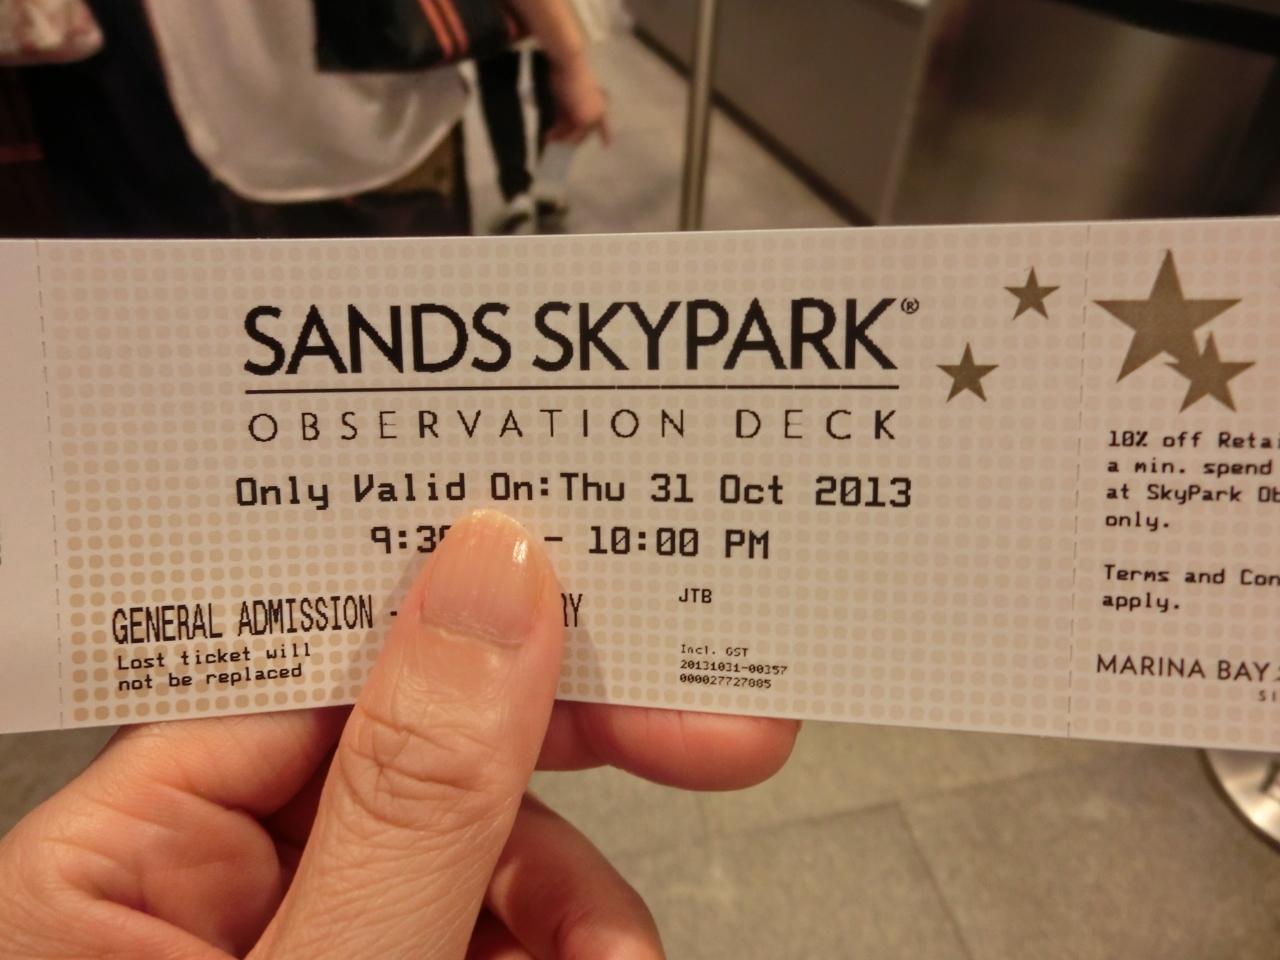 SANDS SKYPARK®
OBSERVATION DECK
Only Valid On:Thu 31 Oct 2013
- 10:00 PM
GENERAL ADMISSION -
Lost ticket will
not be replaced
JTB
Incl. GST
20131031-00357
000027727085
10% off
a min. spend
at SkyPark
only.
Terms and
apply.
MARINA BAY